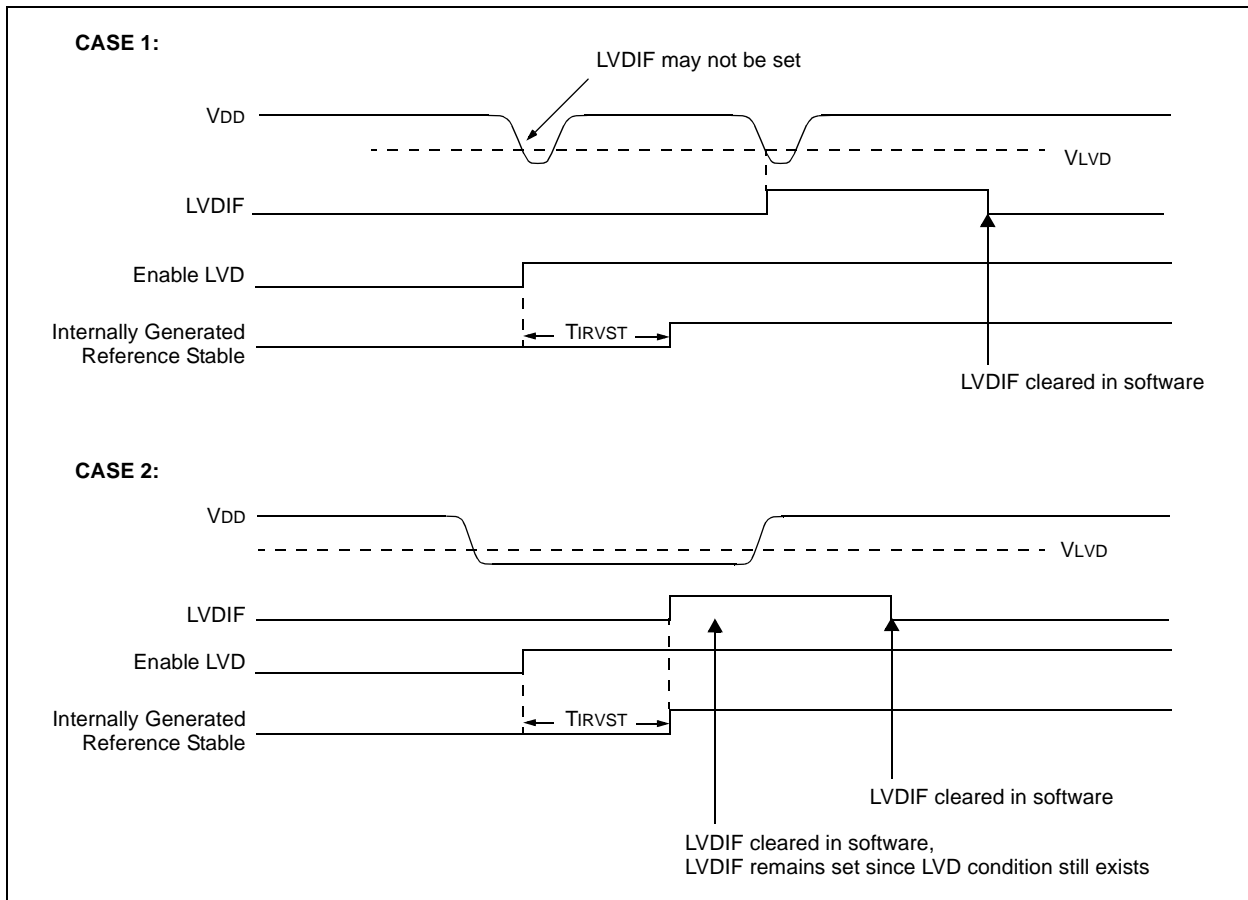 CASE 1:
LVDIF may not be set
VDD
VLVD
LVDIF
Enable LVD
Internally Generated
Reference Stable
TIRVST
LVDIF cleared in software
CASE 2:
VDD
VLVD
LVDIF
Enable LVD
Internally Generated
Reference Stable
TIRVST
LVDIF cleared in software
LVDIF cleared in software,
LVDIF remains set since LVD condition still exists